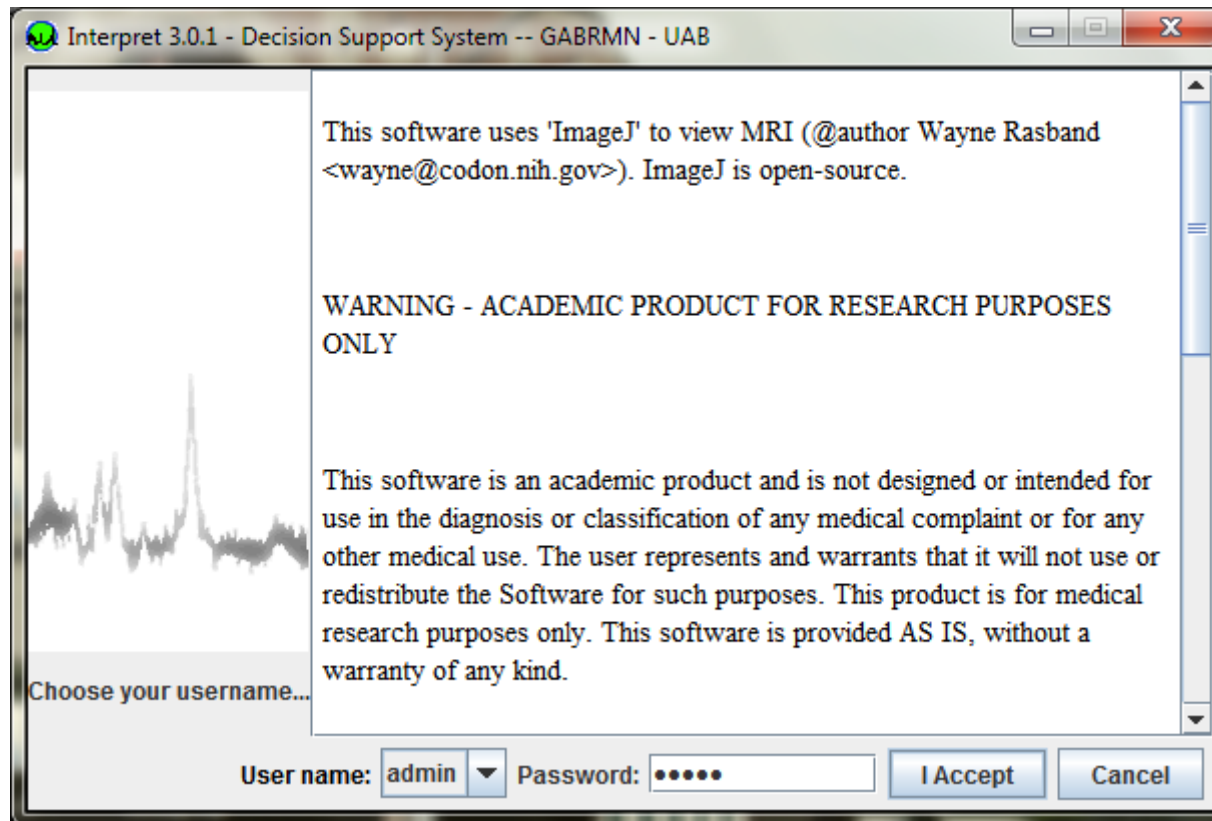 Interpret 3.0.1 - Decision Support System -- GABRMN - UAB
This software uses 'ImageJ' to view MRI (@author Wayne Rasband
<wayne@codon.nih.gov>). ImageJ is open-source.
WARNING - ACADEMIC PRODUCT FOR RESEARCH PURPOSES
ONLY
This software is an academic product and is not designed or intended for
use in the diagnosis or classification of any medical complaint or for any
other medical use. The user represents and warrants that it will not use or
redistribute the Software for such purposes. This product is for medical
research purposes only. This software is provided AS IS, without a
warranty of any kind.
Choose your username...
User name: admin Password: ••••• I Accept Cancel